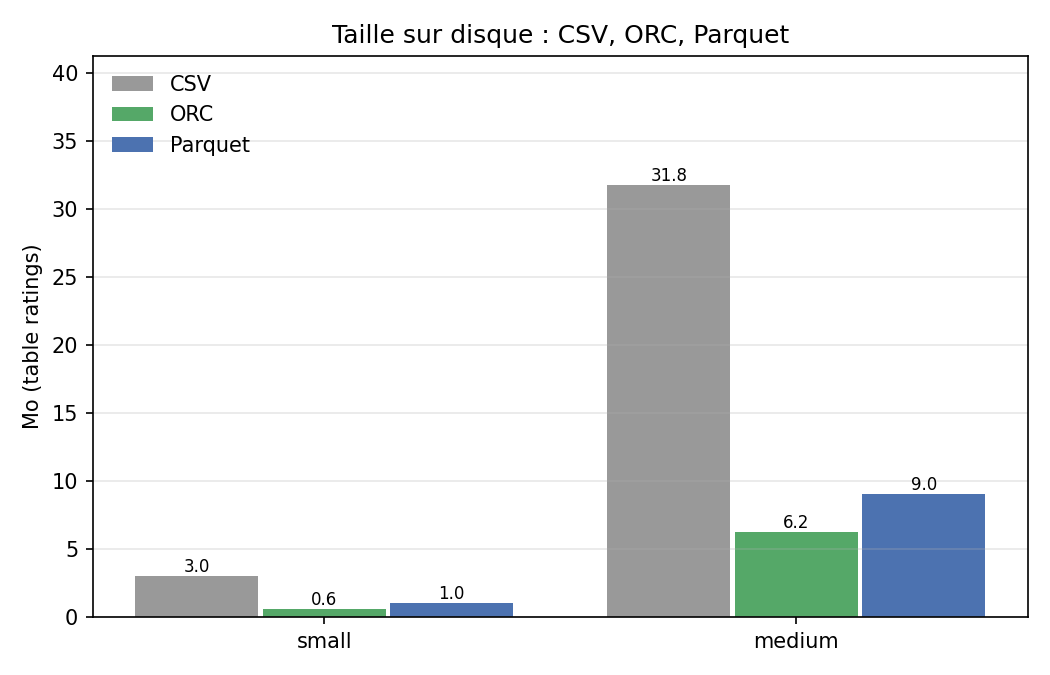 Taille sur disque : CSV, ORC, Parquet
CSV
ORC
Parquet
Mo (table ratings)
40
35
30
25
20
15
10
5
0
3.0
0.6
1.0
31.8
6.2
9.0
small
medium